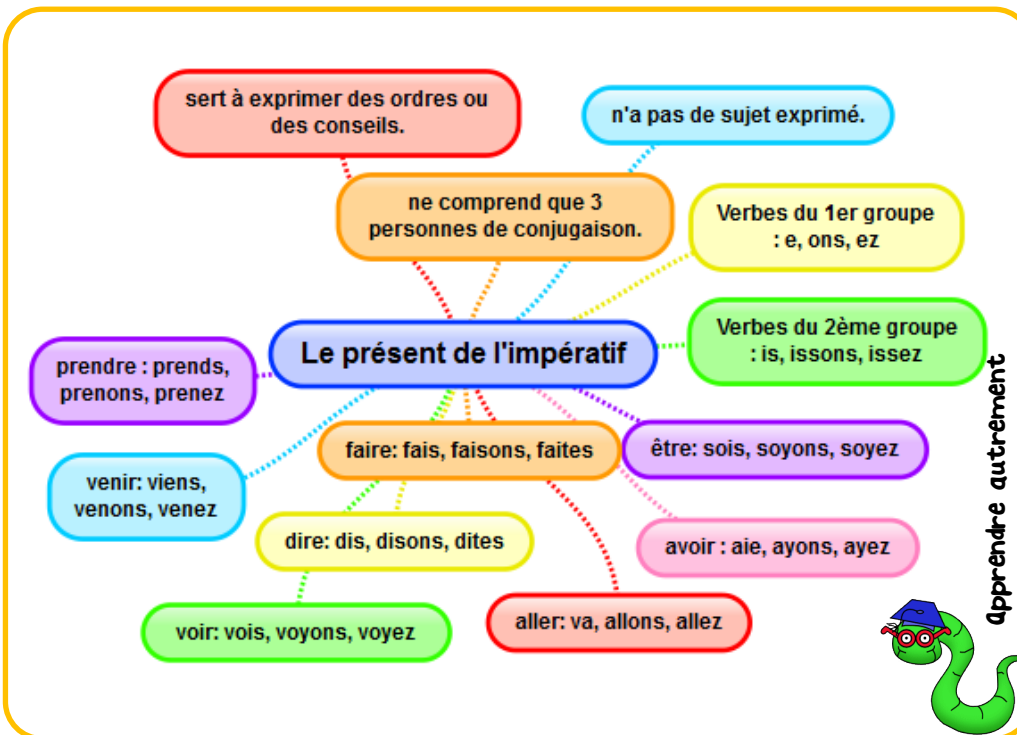 sert à exprimer des ordres ou
des conseils.
n'a pas de sujet exprimé.
ne comprend que 3
personnes de conjugaison.
Verbes du 1er groupe
: e, ons, ez
Le présent de l'impératif
Verbes du 2ème groupe
: is, issons, issez
prendre : prends,
prenons, prenez
faire: fais, faisons, faites
être: sois, soyons, soyez
venir: viens,
venons, venez
dire: dis, disons, dites
avoir : aie, ayons, ayez
voir: vois, voyons, voyez
aller: va, allons, allez
apprendre autrement